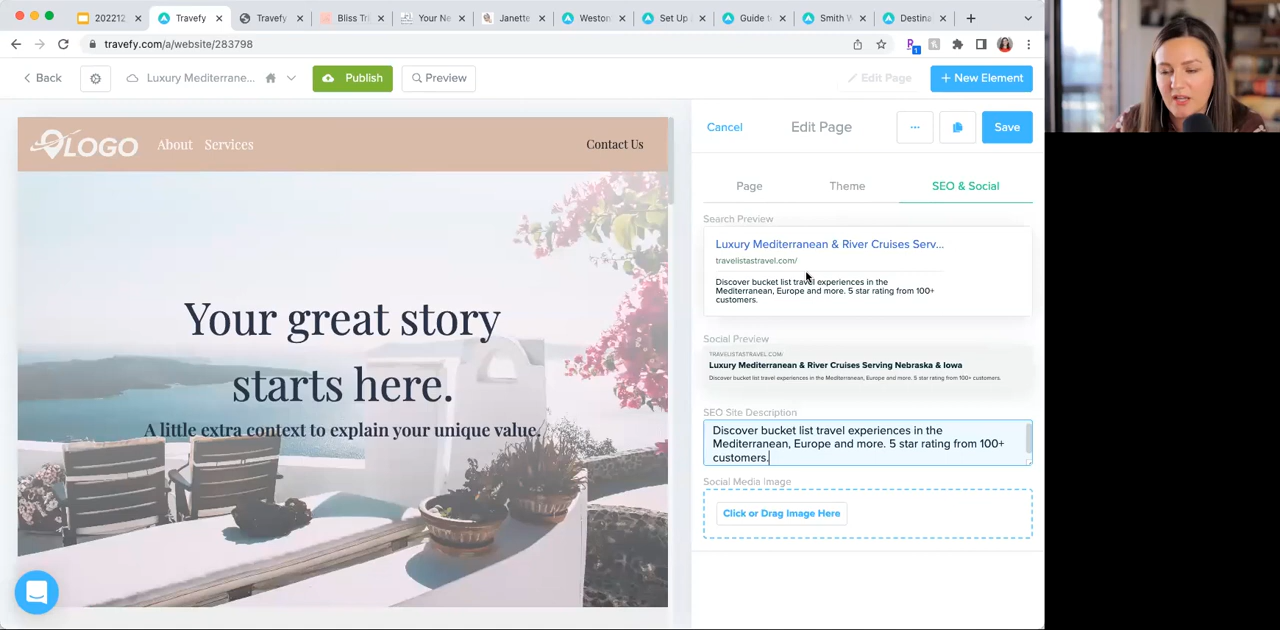 202212
Travefy
Travefy
Bliss Tri
Your Ne
Janette
Weston
Set Up
Guide to
Smith W
Destina
travefy.com/a/website/283798
Back
Luxury Mediterrane...
Publish
Preview
Edit Page
+ New Element
LOGO
About Services
Contact Us
Your great story
starts here.
A little extra context to explain your unique value.
Cancel
Edit Page
...
Save
Page
Theme
SEO & Social
Search Preview
Luxury Mediterranean & River Cruises Serv...
travelistastravel.com/
Discover bucket list travel experiences in the
Mediterranean, Europe and more. 5 star rating from 100+
customers.
Social Preview
TRAVELISTASTRAVEL.COM/
Luxury Mediterranean & River Cruises Serving Nebraska & Iowa
Discover bucket list travel experiences in the Mediterranean, Europe and more. 5 star rating from 100+ customers.
SEO Site Description
Discover bucket list travel experiences in the
Mediterranean, Europe and more. 5 star rating from 100+
customers.
Social Media Image
Click or Drag Image Here